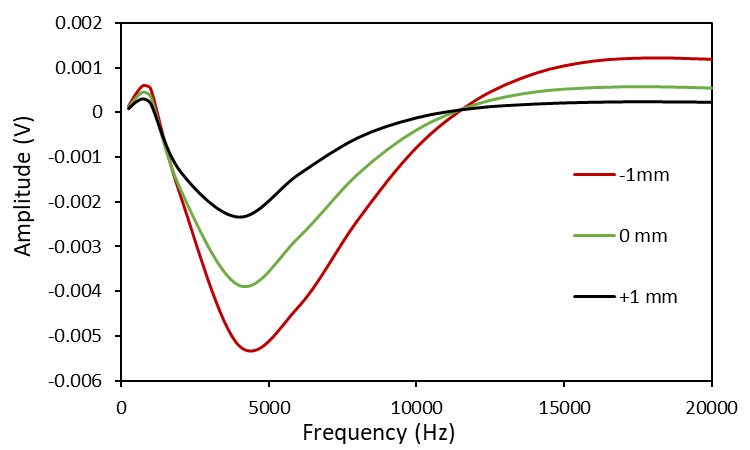 0.002
0.001
0
-0.001
-0.002
-0.003
-0.004
-0.005
-0.006
Amplitude (V)
-1mm
0 mm
+1 mm
0 5000 10000 15000 20000
Frequency (Hz)